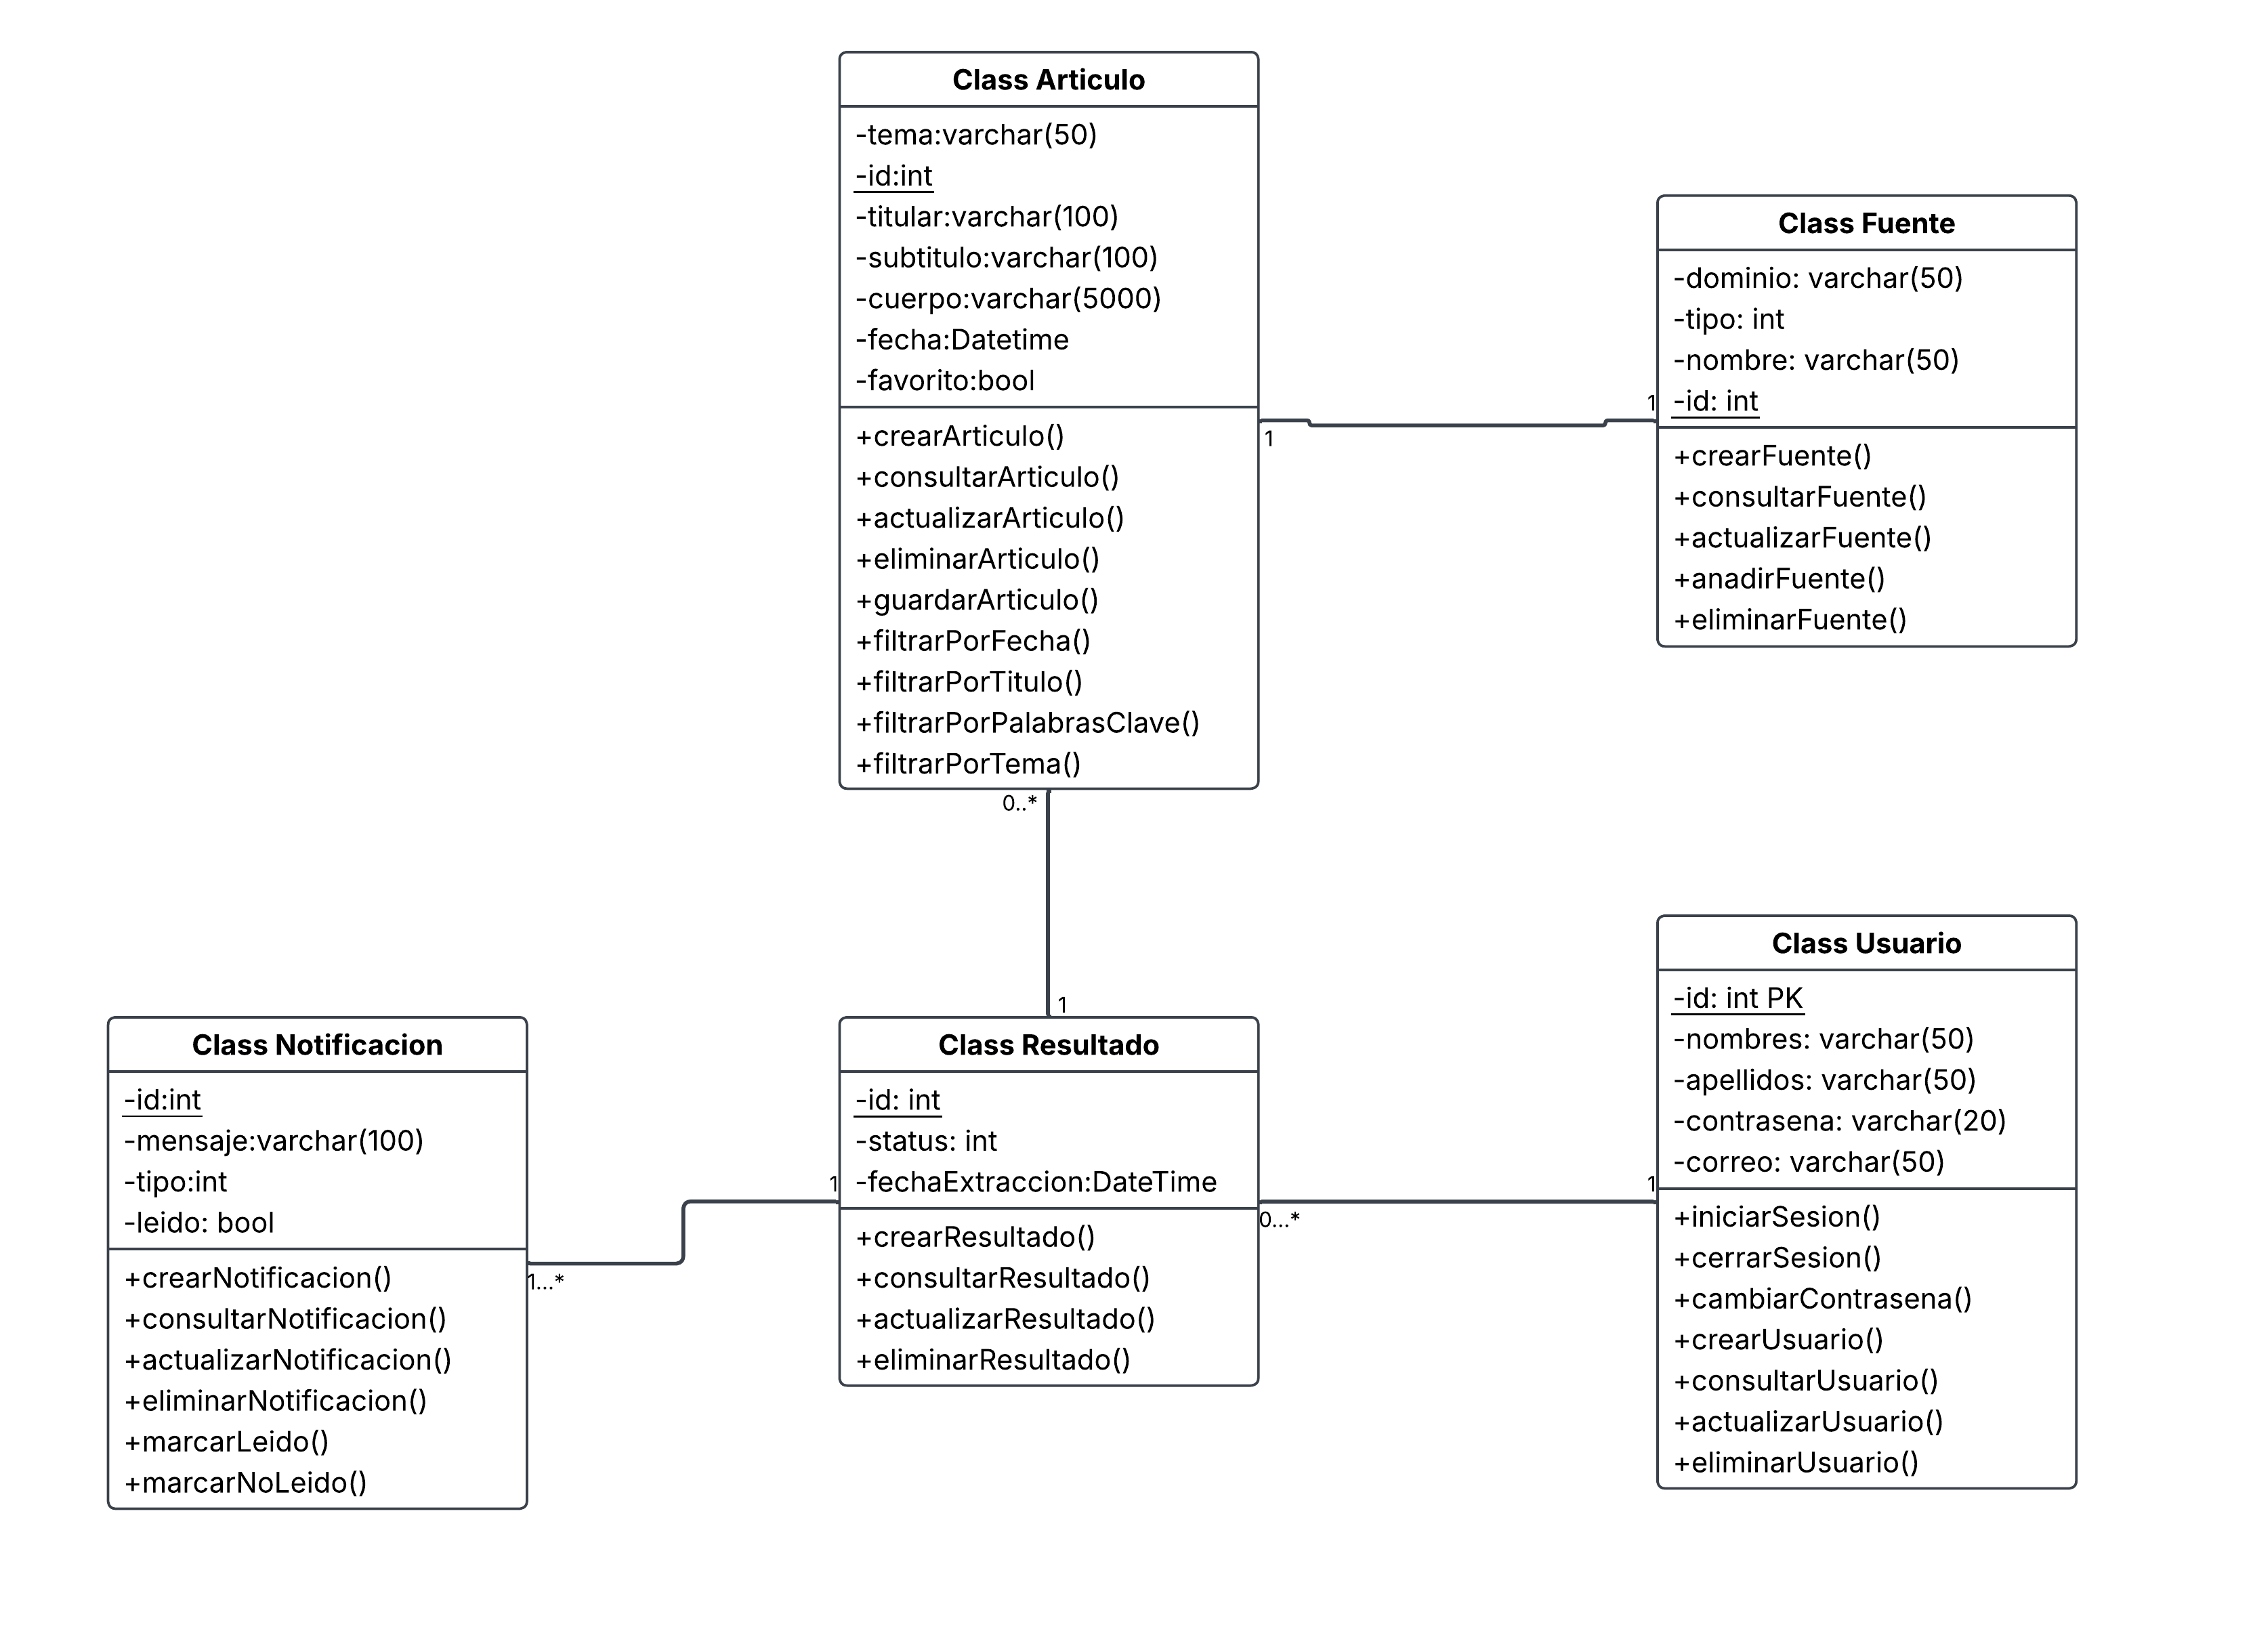 Class Articulo
-tema:varchar(50)
-id:int
-titular:varchar(100)
-subtitulo:varchar(100)
-cuerpo:varchar(5000)
-fecha:Datetime
-favorito:bool
+crearArticulo()
+consultarArticulo()
+actualizarArticulo()
+eliminarArticulo()
+guardarArticulo()
+filtrarPorFecha()
+filtrarPorTitulo()
+filtrarPorPalabrasClave()
+filtrarPorTema()
1
1
Class Fuente
-dominio: varchar(50)
-tipo: int
-nombre: varchar(50)
-id: int
+crearFuente()
+consultarFuente()
+actualizarFuente()
+anadirFuente()
+eliminarFuente()
0..*
1
Class Notificacion
-id:int
-mensaje:varchar(100)
-tipo:int
-leido: bool
+crearNotificacion()
+consultarNotificacion()
+actualizarNotificacion()
+eliminarNotificacion()
+marcarLeido()
+marcarNoLeido()
1...*
1
Class Resultado
-id: int
-status: int
-fechaExtraccion:DateTime
+crearResultado()
+consultarResultado()
+actualizarResultado()
+eliminarResultado()
0...*
1
Class Usuario
-id: int PK
-nombres: varchar(50)
-apellidos: varchar(50)
-contrasena: varchar(20)
-correo: varchar(50)
+iniciarSesion()
+cerrarSesion()
+cambiarContrasena()
+crearUsuario()
+consultarUsuario()
+actualizarUsuario()
+eliminarUsuario()